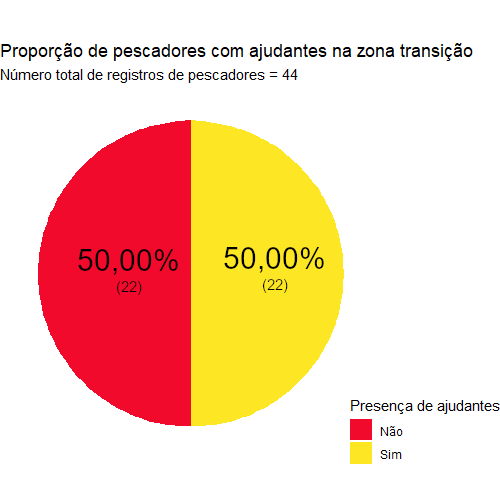 Proporção de pescadores com ajudantes na zona transição
Número total de registros de pescadores = 44
50,00%
(22)
50,00%
(22)
Presença de ajudantes
Não
Sim